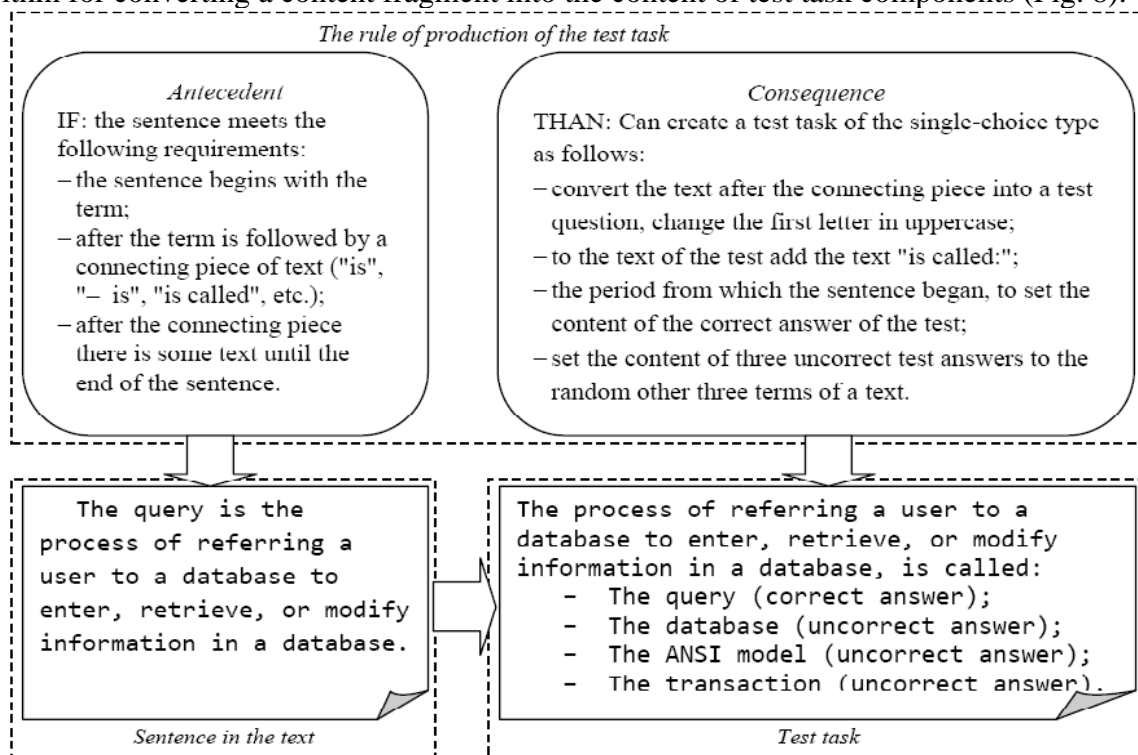 for converting a content fragment into the content of test task components (Fig. 8).
The rule of production of the test task
Antecedent
IF: the sentence meets the
following requirements:
– the sentence begins with the
term;
– after the term is followed by a
connecting piece of text ("is",
"– is", "is called", etc.);
– after the connecting piece
there is some text until the
end of the sentence.
Consequence
THAN: Can create a test task of the single-choice type
as follows:
– convert the text after the connecting piece into a test
question, change the first letter in uppercase;
– to the text of the test add the text "is called:";
– the period from which the sentence began, to set the
content of the correct answer of the test;
– set the content of three uncorrect test answers to the
random other three terms of a text.
The query is the
process of referring a
user to a database to
enter, retrieve, or modify
information in a database.
Sentence in the text
The process of referring a user to a
database to enter, retrieve, or modify
information in a database, is called:
– The query (correct answer);
– The database (uncorrect answer);
– The ANSI model (uncorrect answer);
– The transaction (uncorrect answer).
Test task